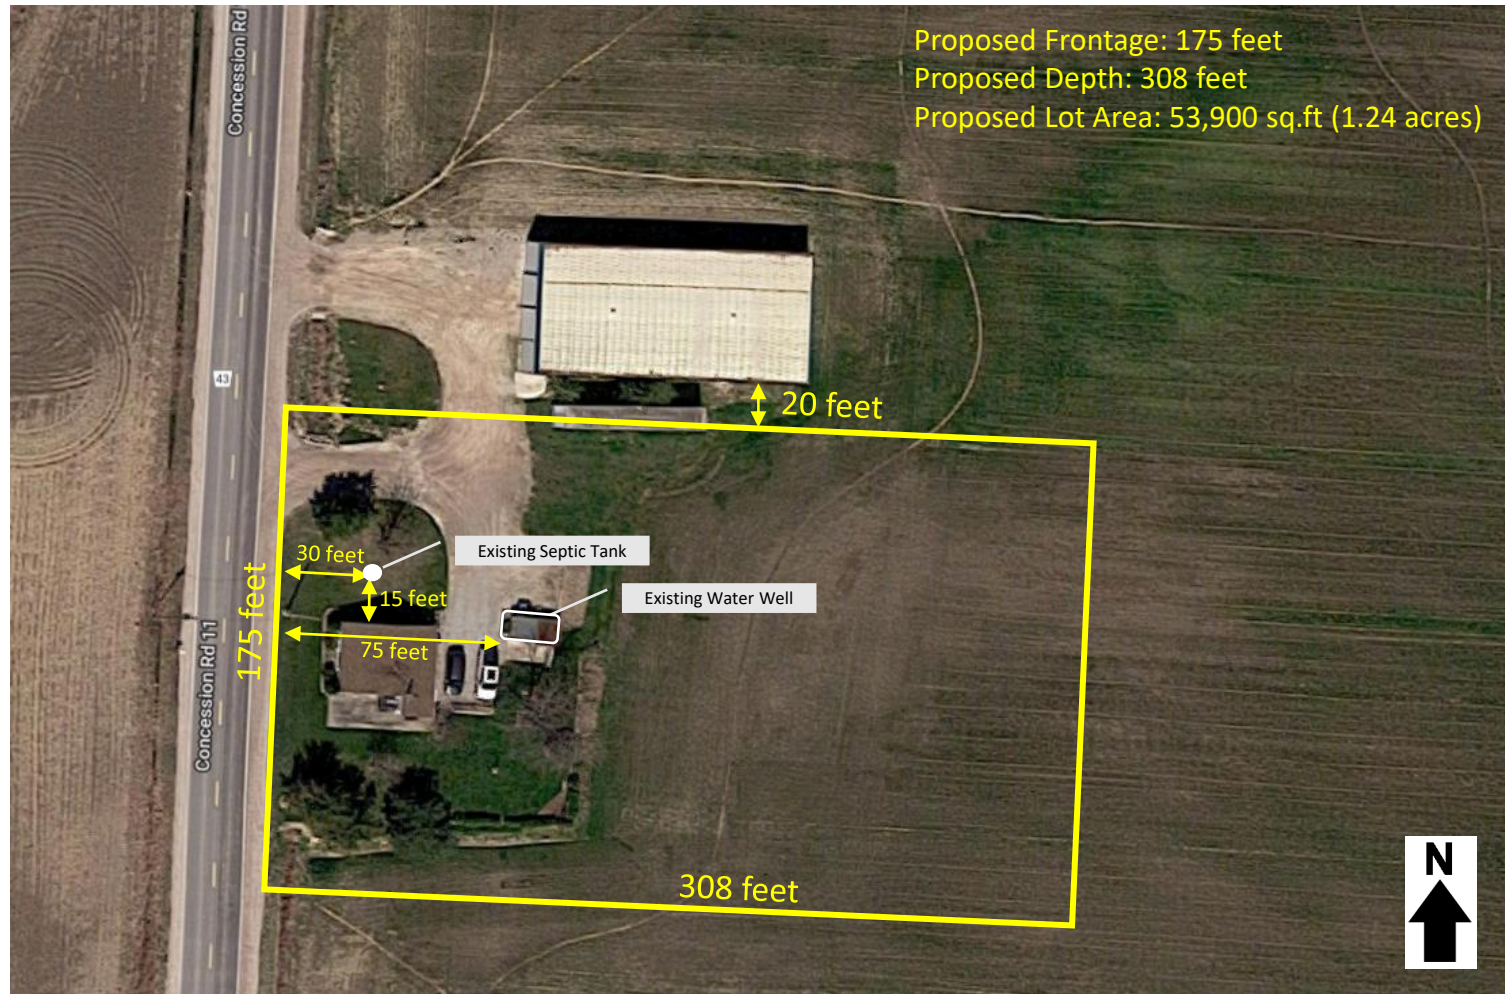 Concession Rd
Proposed Frontage: 175 feet
Proposed Depth: 308 feet
Proposed Lot Area: 53,900 sq.ft (1.24 acres)
43
20 feet
30 feet
Existing Septic Tank
15 feet
Existing Water Well
75 feet
175 feet
Concession Rd 11
308 feet
N